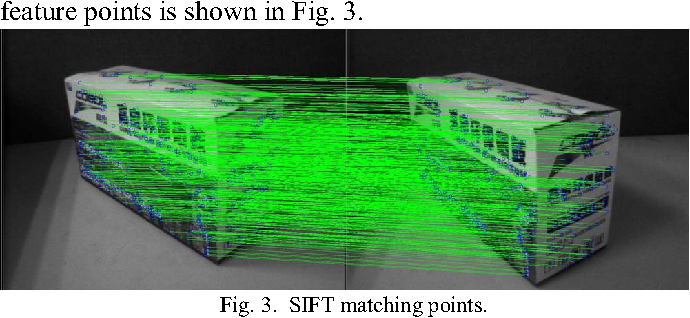 feature points is shown in Fig. 3.
Fig. 3. SIFT matching points.